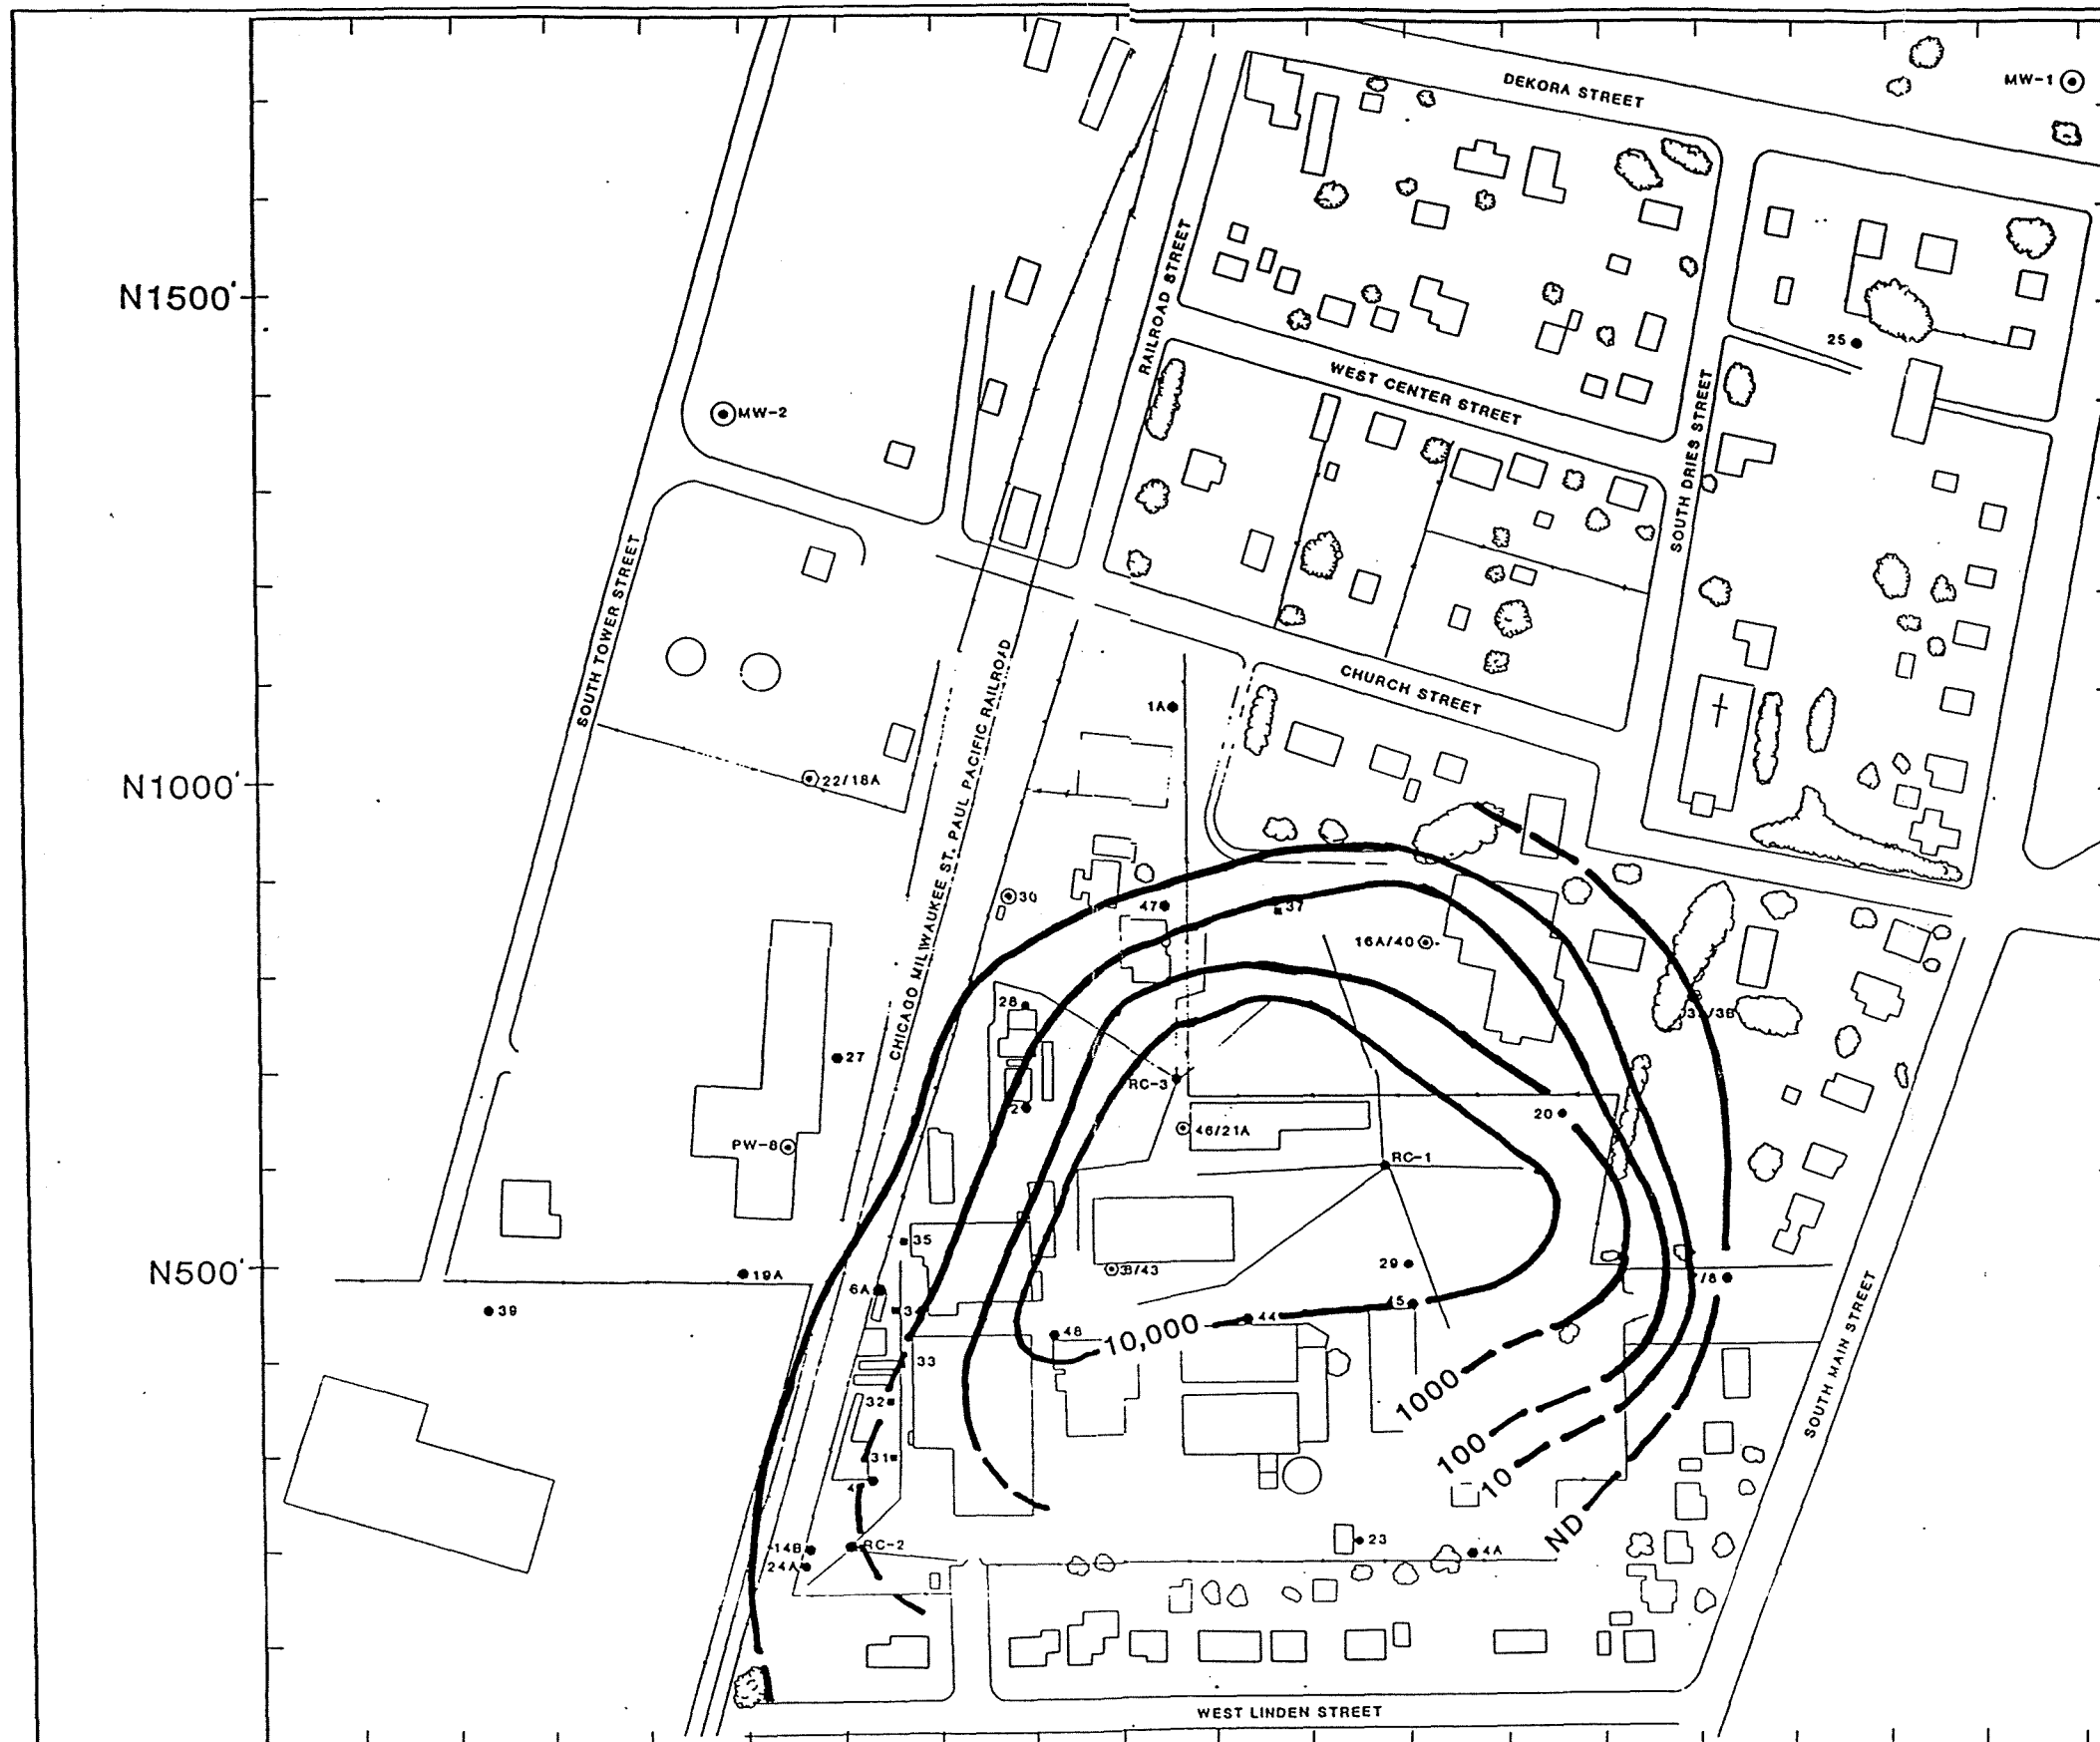 DEKORA STREET
MW-1
RAILROAD STREET
N1500'
25
WEST CENTER STREET
MW-2
SOUTH DRIES STREET
SOUTH TOWER STREET
CHURCH STREET
1A
N1000'
22/18A
CHICAGO MILWAUKEE ST. PAUL PACIFIC RAILROAD
30
47
37
16A/40
28
27
RC-3
2
20
46/21A
PW-8
RC-1
35
N500'
19A
38/43
29
6A
39
34
45
44
48
10,000
33
SOUTH MAIN STREET
1000
32
100
31
10
ND
14B
RC-2
23
4A
24A
WEST LINDEN STREET